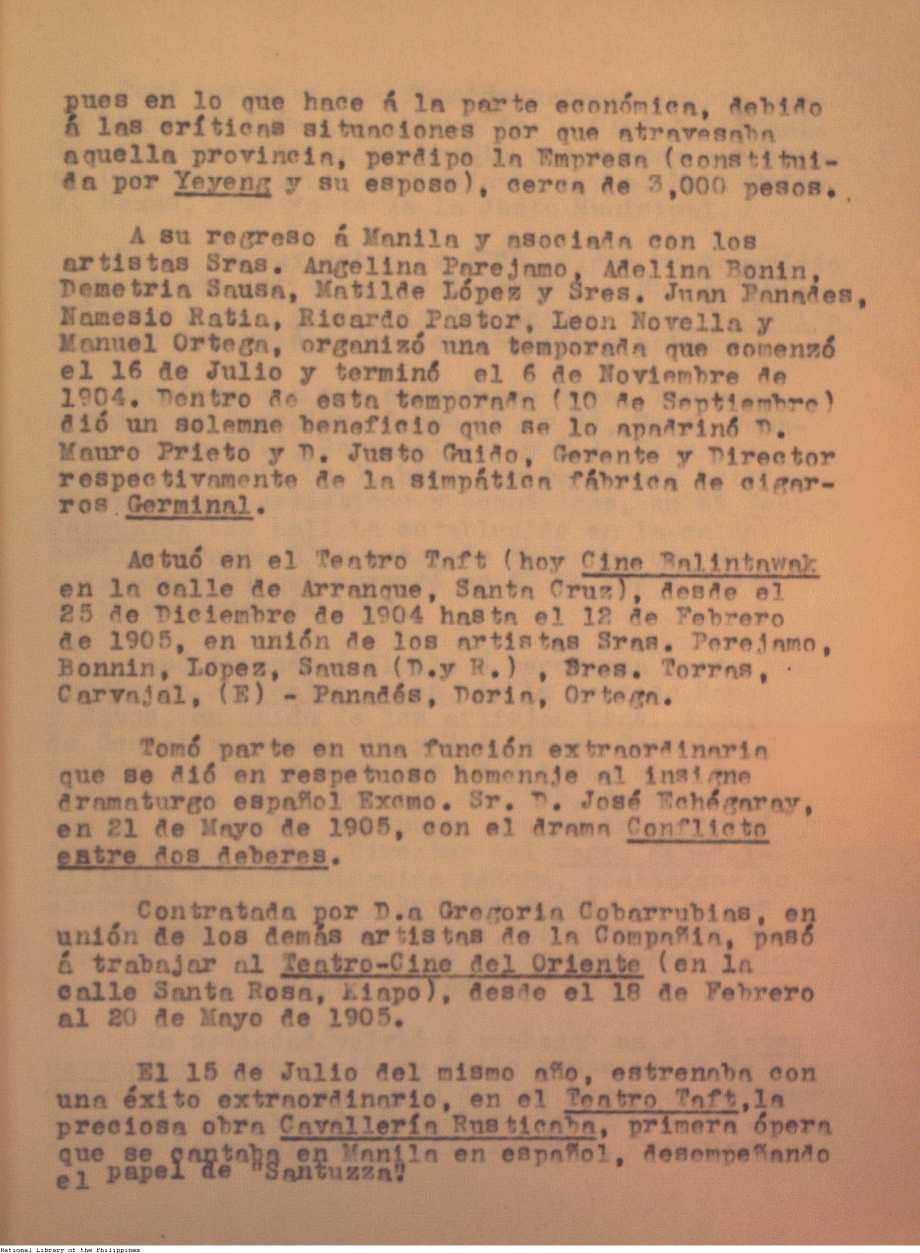 pues en lo que hace á la parte económica, debido
á las críticas situaciones por que atravesaba
aquella provincia, perdipo la Empresa (constitui-
da por Yeyeng y su esposo), cerca de 3,000 pesos.
A su regreso á Manila y asociada con los
artistas Sras. Angelina Parejamo, Adelina Bonin,
Demetria Sausa, Matilde López y Sres. Juan Panades,
Namesio Ratia, Ricardo Pastor, Leon Novella y
Manuel Ortega, organizó una temporada que comenzó
el 16 de Julio y terminó el 6 de Noviembre de
1904. Dentro de esta temporada (10 de Septiembre)
dió un solemne beneficio que se lo apadrinó D.
Mauro Prieto y D. Justo Guido, Gerente y Director
respectivamente de la simpática fábrica de cigar-
ros Germinal.
Actuó en el Teatro Taft (hoy Cine Balintawak
en la calle de Arranque, Santa Cruz), desde el
25 de Diciembre de 1904 hasta el 12 de Febrero
de 1905, en unión de los artistas Sras. Perejamo,
Bonnin, Lopez, Sausa (D.y R.) , Sres. Torras,
Carvajal, (E) - Panadés, Doria, Ortega.
Tomó parte en una función extraordinaria
que se dió en respetuoso homenaje al insigne
dramaturgo español Excmo. Sr. D. José Echégaray,
en 21 de Mayo de 1905, con el drama Conflicto
entre dos deberes.
Contratada por D.a Gregoria Cobarrubias, en
unión de los demás artistas de la Compañia, pasó
á trabajar al Teatro-Cine del Oriente (en la
calle Santa Rosa, Kiapo), desde el 18 de Febrero
al 20 de Mayo de 1905.
El 15 de Julio del mismo año, estrenaba con
una éxito extraordinario, en el Teatro Taft,la
preciosa obra Cavallería Rusticaba, primera ópera
que se cantaba en Manila en español, desempeñando
el papel de "Santuzza"
National Library of the Philippines